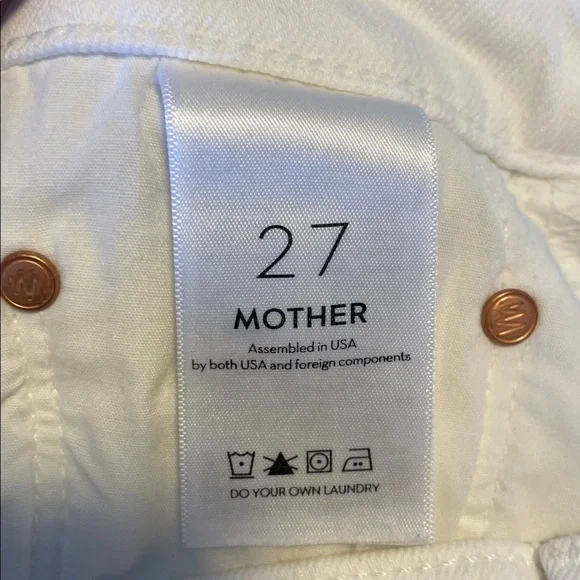 27
MOTHER
Assembled in USA
by both USA and foreign components
DO YOUR OWN LAUNDRY